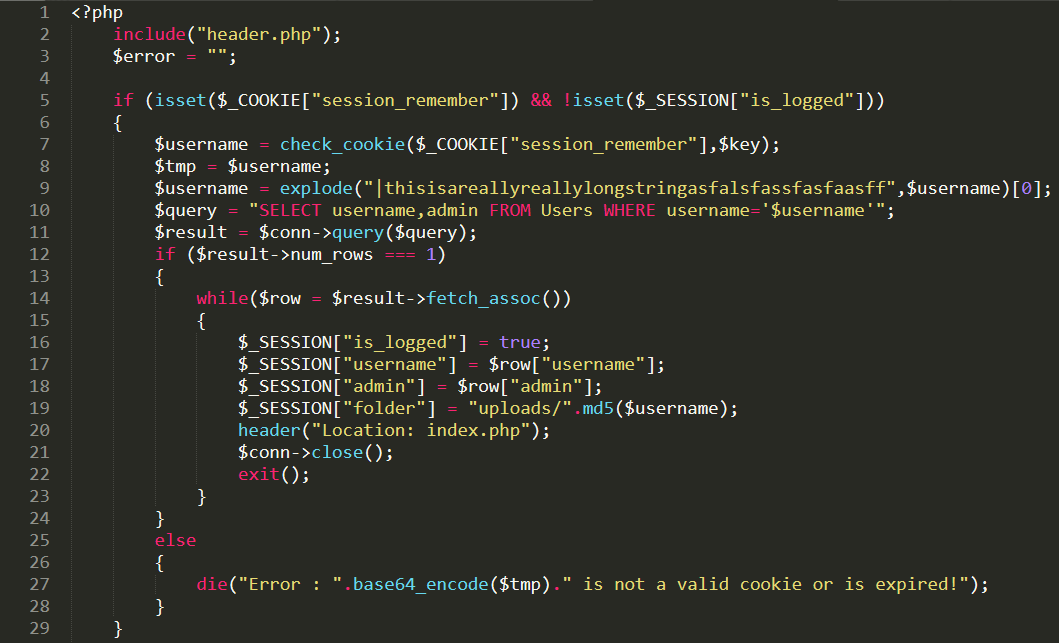 1 <?php
2 include("header.php");
3 $error = "";
4
5 if (isset($_COOKIE["session_remember"]) && !isset($_SESSION["is_logged"]))
6 {
7 $username = check_cookie($_COOKIE["session_remember"],$key);
8 $tmp = $username;
9 $username = explode("|thisisareallyreallylongstringasfalsfassfasfaasff",$username)[0];
10 $query = "SELECT username,admin FROM Users WHERE username='$username'";
11 $result = $conn->query($query);
12 if ($result->num_rows === 1)
13 {
14 while($row = $result->fetch_assoc())
15 {
16 $_SESSION["is_logged"] = true;
17 $_SESSION["username"] = $row["username"];
18 $_SESSION["admin"] = $row["admin"];
19 $_SESSION["folder"] = "uploads/".md5($username);
20 header("Location: index.php");
21 $conn->close();
22 exit();
23 }
24 }
25 else
26 {
27 die("Error : ".base64_encode($tmp)." is not a valid cookie or is expired!");
28 }
29 }